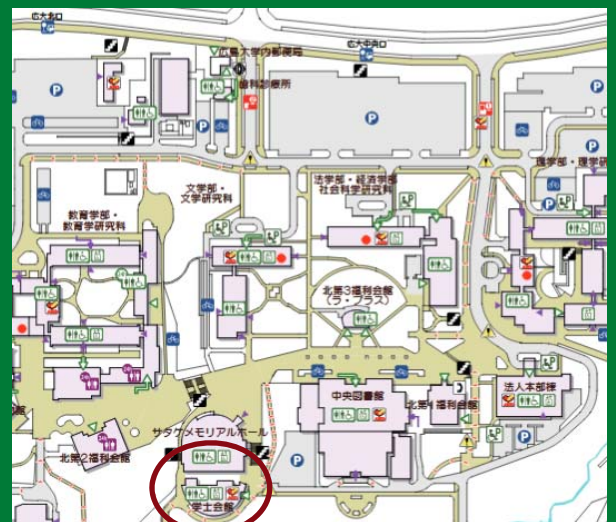 広大北口
広大中央口
広島大学内郵便局
歯科診療所
P
P
P
理学部・理学研
文学部・
文学研究科
法学部・経済学部
社会科学研究科
教育学部・
教育学研究科
北第3福利会館
(ラ・プラス)
中央図書館
北第1福利会館
法人本部棟
サタケメモリアルホール
北第2福利会館
P
P
学士会館